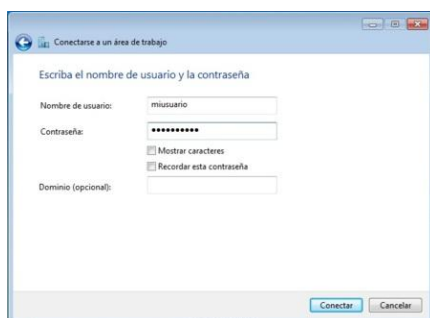 Conectarse a un área de trabajo
Escriba el nombre de usuario y la contraseña
Nombre de usuario: miusuario
Contraseña: ●●●●●●●●●●
Mostrar caracteres
Recordar esta contraseña
Dominio (opcional):
Conectar Cancelar